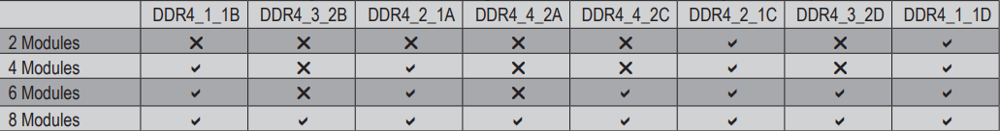 DDR4_1_1B DDR4_3_2B DDR4_2_1A DDR4_4_2A DDR4_4_2C DDR4_2_1C DDR4_3_2D DDR4_1_1D
2 Modules ✕ ✕ ✕ ✕ ✕ ✓ ✕ ✓
4 Modules ✓ ✕ ✓ ✕ ✕ ✓ ✕ ✓
6 Modules ✓ ✕ ✓ ✕ ✓ ✓ ✓ ✓
8 Modules ✓ ✓ ✓ ✓ ✓ ✓ ✓ ✓